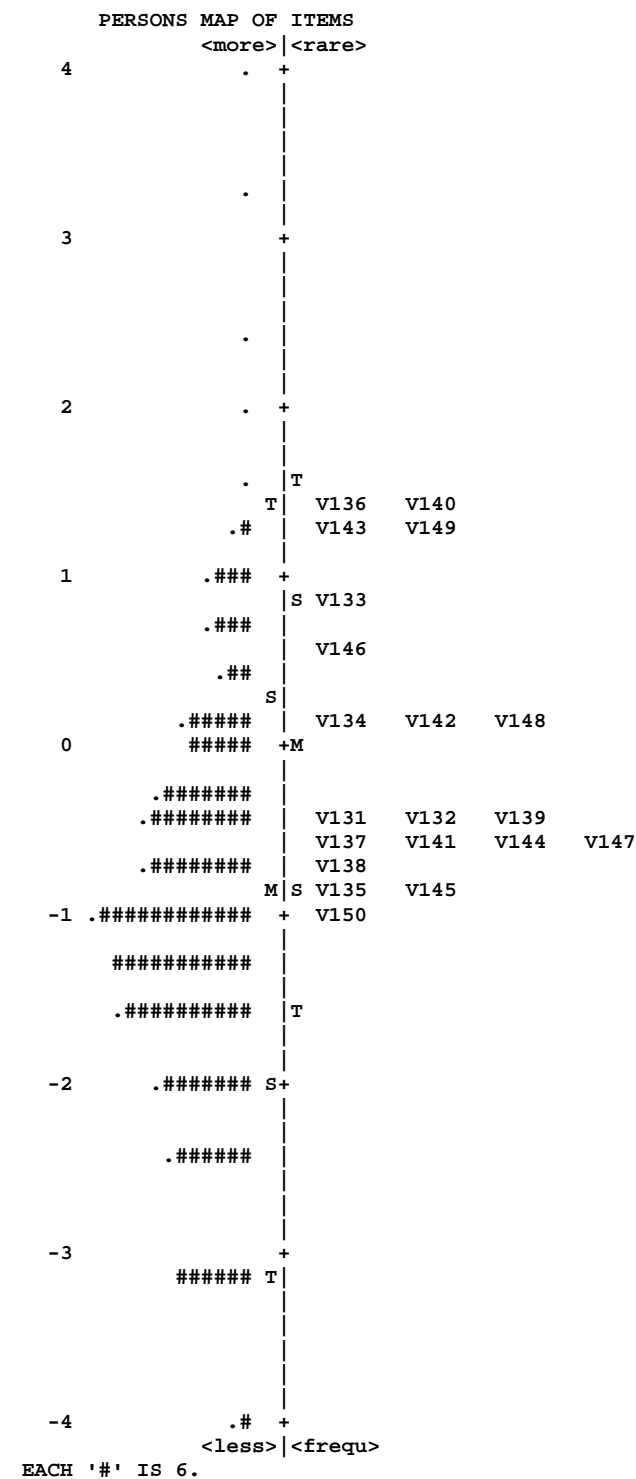 PERSONS MAP OF ITEMS
<more>|<rare>
4 . +
|
|
|
|
|
. |
|
3 +
|
|
|
. |
|
|
2 . +
|
|
. |T
T| V136 V140
.# | V143 V149
|
1 .### +
|S V133
.### |
| V146
.## |
S|
.##### | V134 V142 V148
0 ##### +M
|
.####### |
.######## | V131 V132 V139
| V137 V141 V144 V147
.######## | V138
M|S V135 V145
-1 .############ + V150
|
########### |
|
.########## |T
|
|
-2 .####### S+
|
|
.###### |
|
|
|
-3 +
###### T|
|
|
|
|
|
-4 .# +
<less>|<frequ>
EACH '#' IS 6.